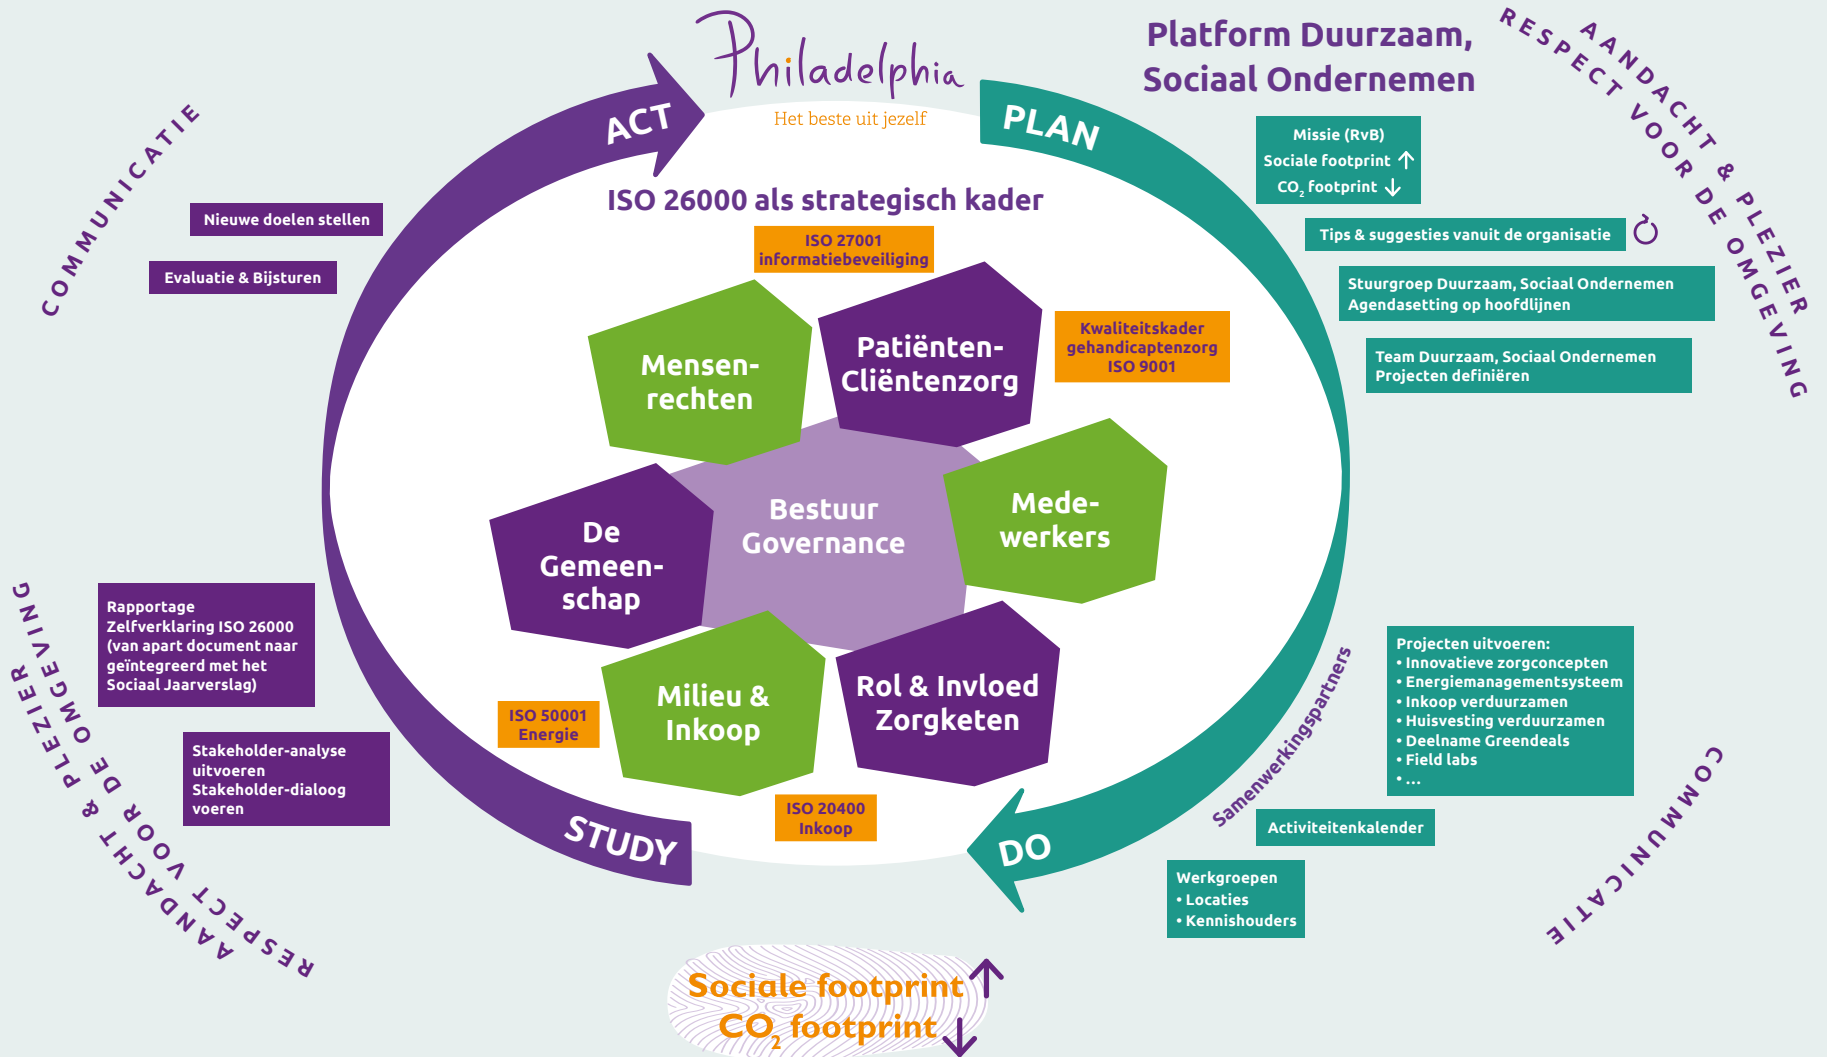 Philadelphia
Het beste uit jezelf
Platform Duurzaam,
Sociaal Ondernemen
AANDACHT & PLEZIER
RESPECT VOOR DE OMGEVING
COMMUNICATIE
ACT
PLAN
Missie (RvB)
Sociale footprint ↑
CO₂ footprint ↓
Tips & suggesties vanuit de organisatie
Stuurgroep Duurzaam, Sociaal Ondernemen
Agendasetting op hoofdlijnen
Team Duurzaam, Sociaal Ondernemen
Projecten definiëren
Nieuwe doelen stellen
Evaluatie & Bijsturen
ISO 26000 als strategisch kader
ISO 27001
informatiebeveiliging
Kwaliteitskader
gehandicaptenzorg
ISO 9001
Mensen-
rechten
Patiënten-
Cliëntenzorg
Bestuur
Governance
Mede-
werkers
De
Gemeen-
schap
Milieu &
Inkoop
Rol & Invloed
Zorgketen
ISO 50001
Energie
ISO 20400
Inkoop
Rapportage
Zelfverklaring ISO 26000
(van apart document naar
geïntegreerd met het
Sociaal Jaarverslag)
Stakeholder-analyse
uitvoeren
Stakeholder-dialoog
voeren
AANDACHT & PLEZIER
RESPECT VOOR DE OMGEVING
STUDY
DO
Samenwerkingspartners
Projecten uitvoeren:
• Innovatieve zorgconcepten
• Energiemanagementsysteem
• Inkoop verduurzamen
• Huisvesting verduurzamen
• Deelname Greendeals
• Field labs
• ...
Activiteitenkalender
Werkgroepen
• Locaties
• Kennishouders
COMMUNICATIE
Sociale footprint ↑
CO₂ footprint ↓